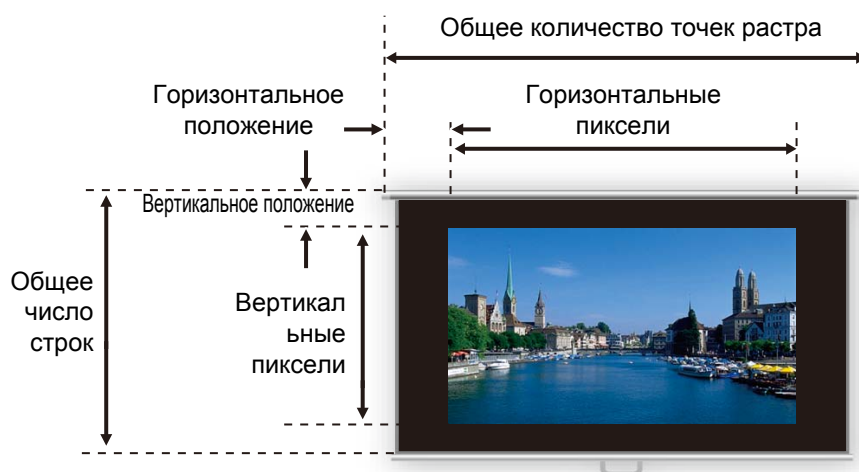 Общее количество точек растра
Горизонтальное
положение
Горизонтальные
пиксели
Вертикальное положение
Общее
число
строк
Вертикал
ьные
пиксели